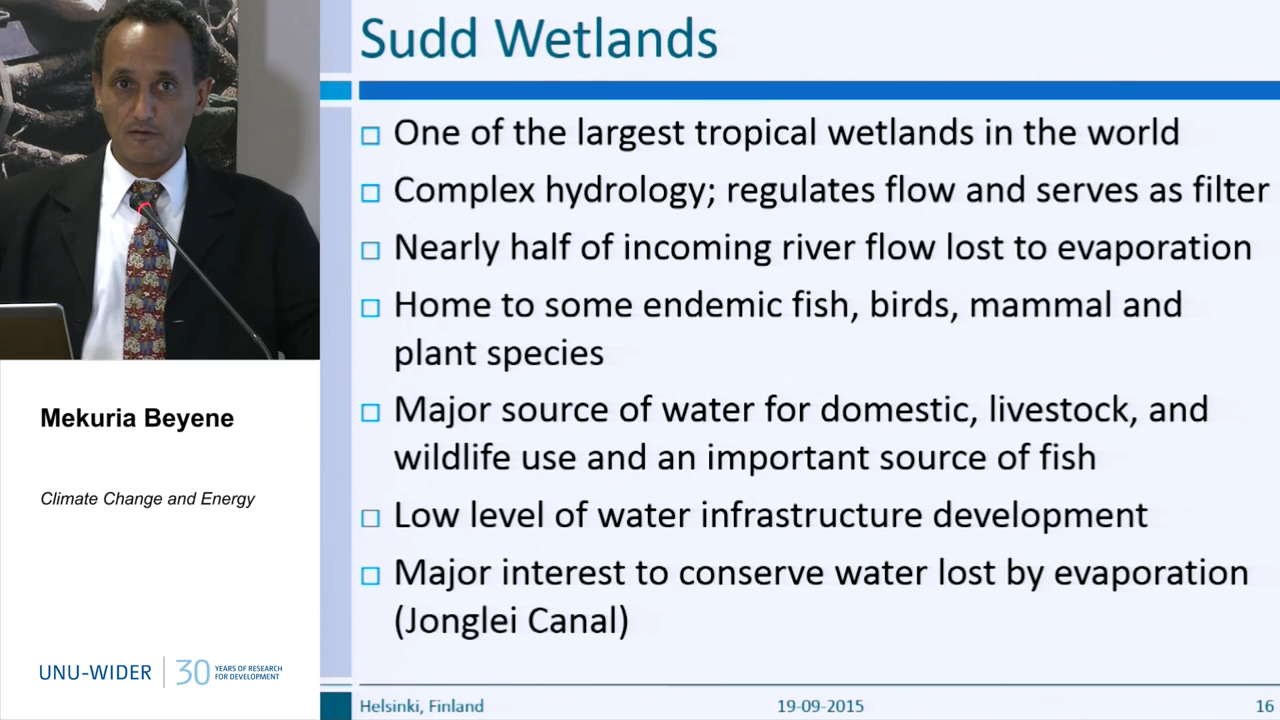 Sudd Wetlands
One of the largest tropical wetlands in the world
Complex hydrology; regulates flow and serves as filter
Nearly half of incoming river flow lost to evaporation
Home to some endemic fish, birds, mammal and
plant species
Major source of water for domestic, livestock, and
wildlife use and an important source of fish
Low level of water infrastructure development
Major interest to conserve water lost by evaporation
(Jonglei Canal)
Helsinki, Finland
19-09-2015
16
Mekuria Beyene
Climate Change and Energy
UNU-WIDER
30
YEARS OF RESEARCH
FOR DEVELOPMENT